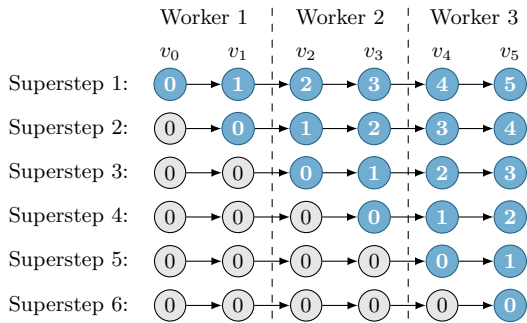 Worker 1 Worker 2 Worker 3
v0 v1 v2 v3 v4 v5
Superstep 1: 0 1 2 3 4 5
Superstep 2: 0 0 1 2 3 4
Superstep 3: 0 0 0 1 2 3
Superstep 4: 0 0 0 0 1 2
Superstep 5: 0 0 0 0 0 1
Superstep 6: 0 0 0 0 0 0